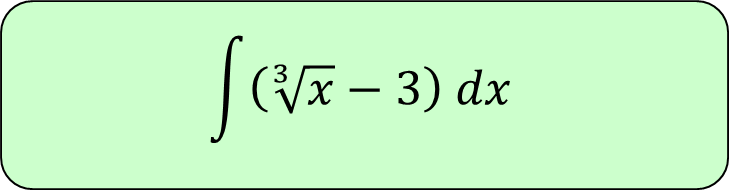 ∫ (∛x − 3) dx